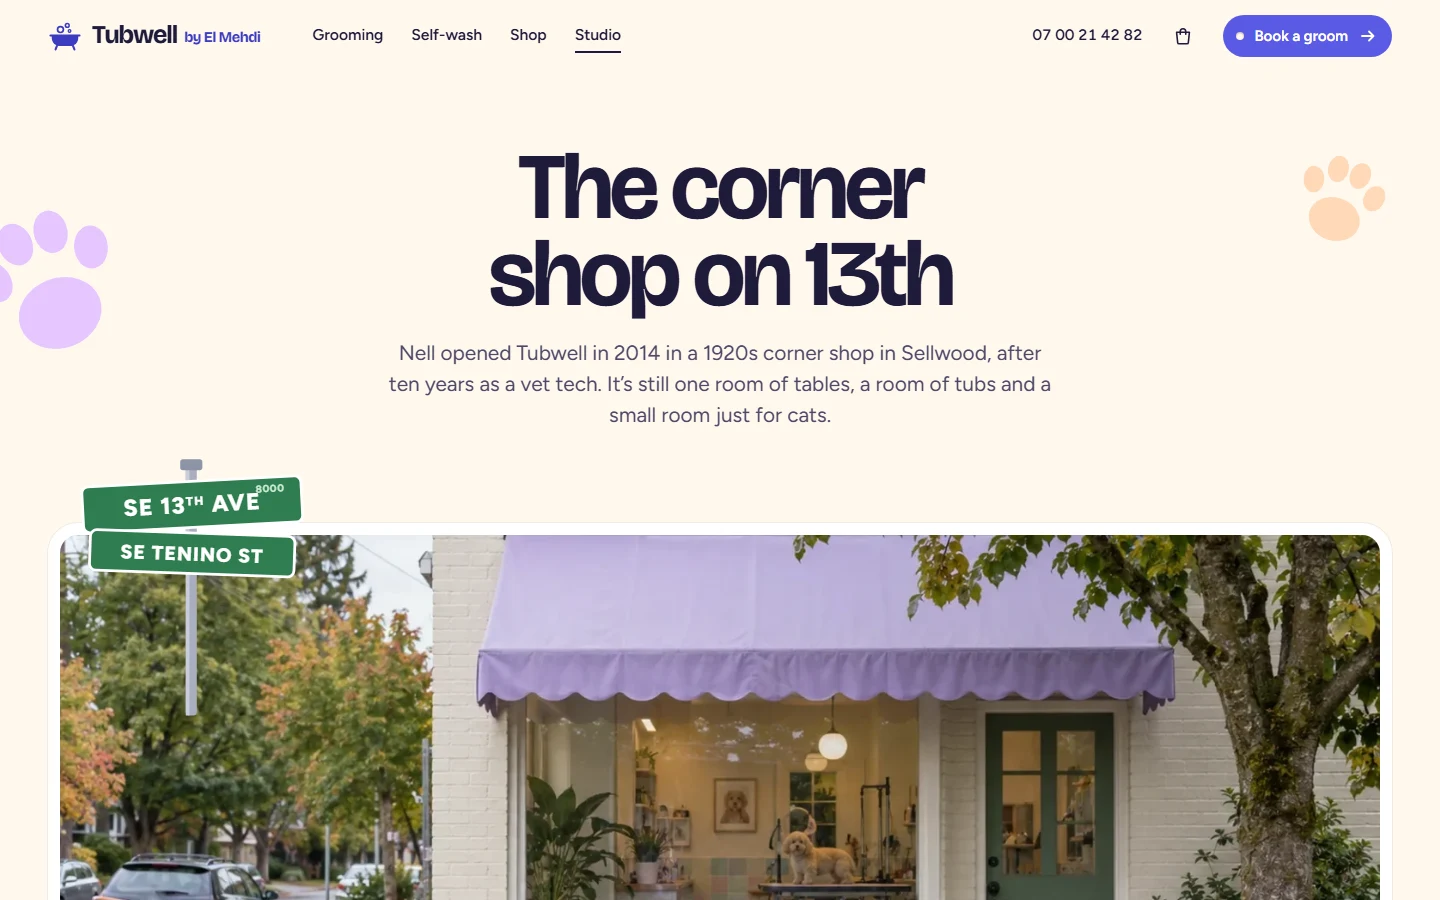 Tubwell by El Mehdi
Grooming
Self-wash
Shop
Studio
07 00 21 42 82
Book a groom
The corner
shop on 13th
Nell opened Tubwell in 2014 in a 1920s corner shop in Sellwood, after
ten years as a vet tech. It’s still one room of tables, a room of tubs and a
small room just for cats.
SE 13TH AVE 8000
SE TENINO ST